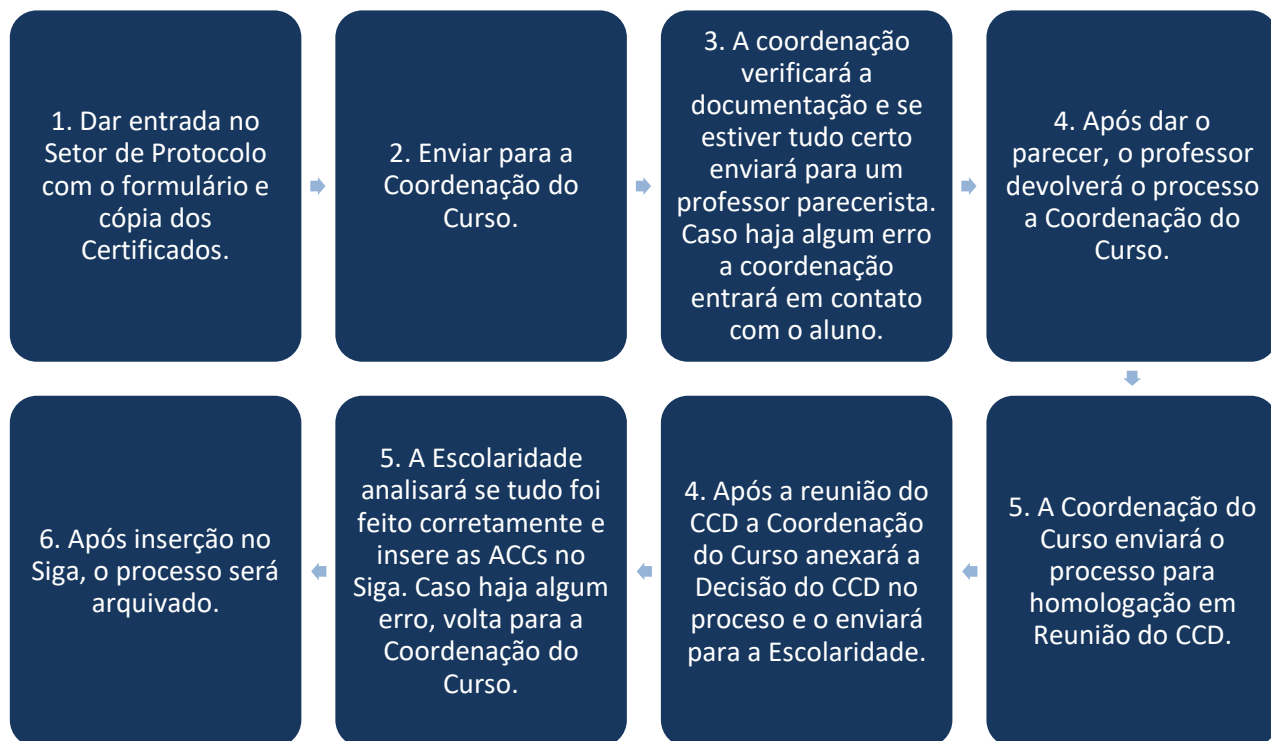 1. Dar entrada no
Setor de Protocolo
com o formulário e
cópia dos
Certificados.
2. Enviar para a
Coordenação do
Curso.
3. A coordenação
verificará a
documentação e se
estiver tudo certo
enviará para um
professor parecerista.
Caso haja algum erro
a coordenação
entrará em contato
com o aluno.
4. Após dar o
parecer, o professor
devolverá o processo
a Coordenação do
Curso.
5. A Coordenação do
Curso enviará o
processo para
homologação em
Reunião do CCD.
4. Após a reunião do
CCD a Coordenação
do Curso anexará a
Decisão do CCD no
proceso e o enviará
para a Escolaridade.
5. A Escolaridade
analisará se tudo foi
feito corretamente e
insere as ACCs no
Siga. Caso haja algum
erro, volta para a
Coordenação do
Curso.
6. Após inserção no
Siga, o processo será
arquivado.